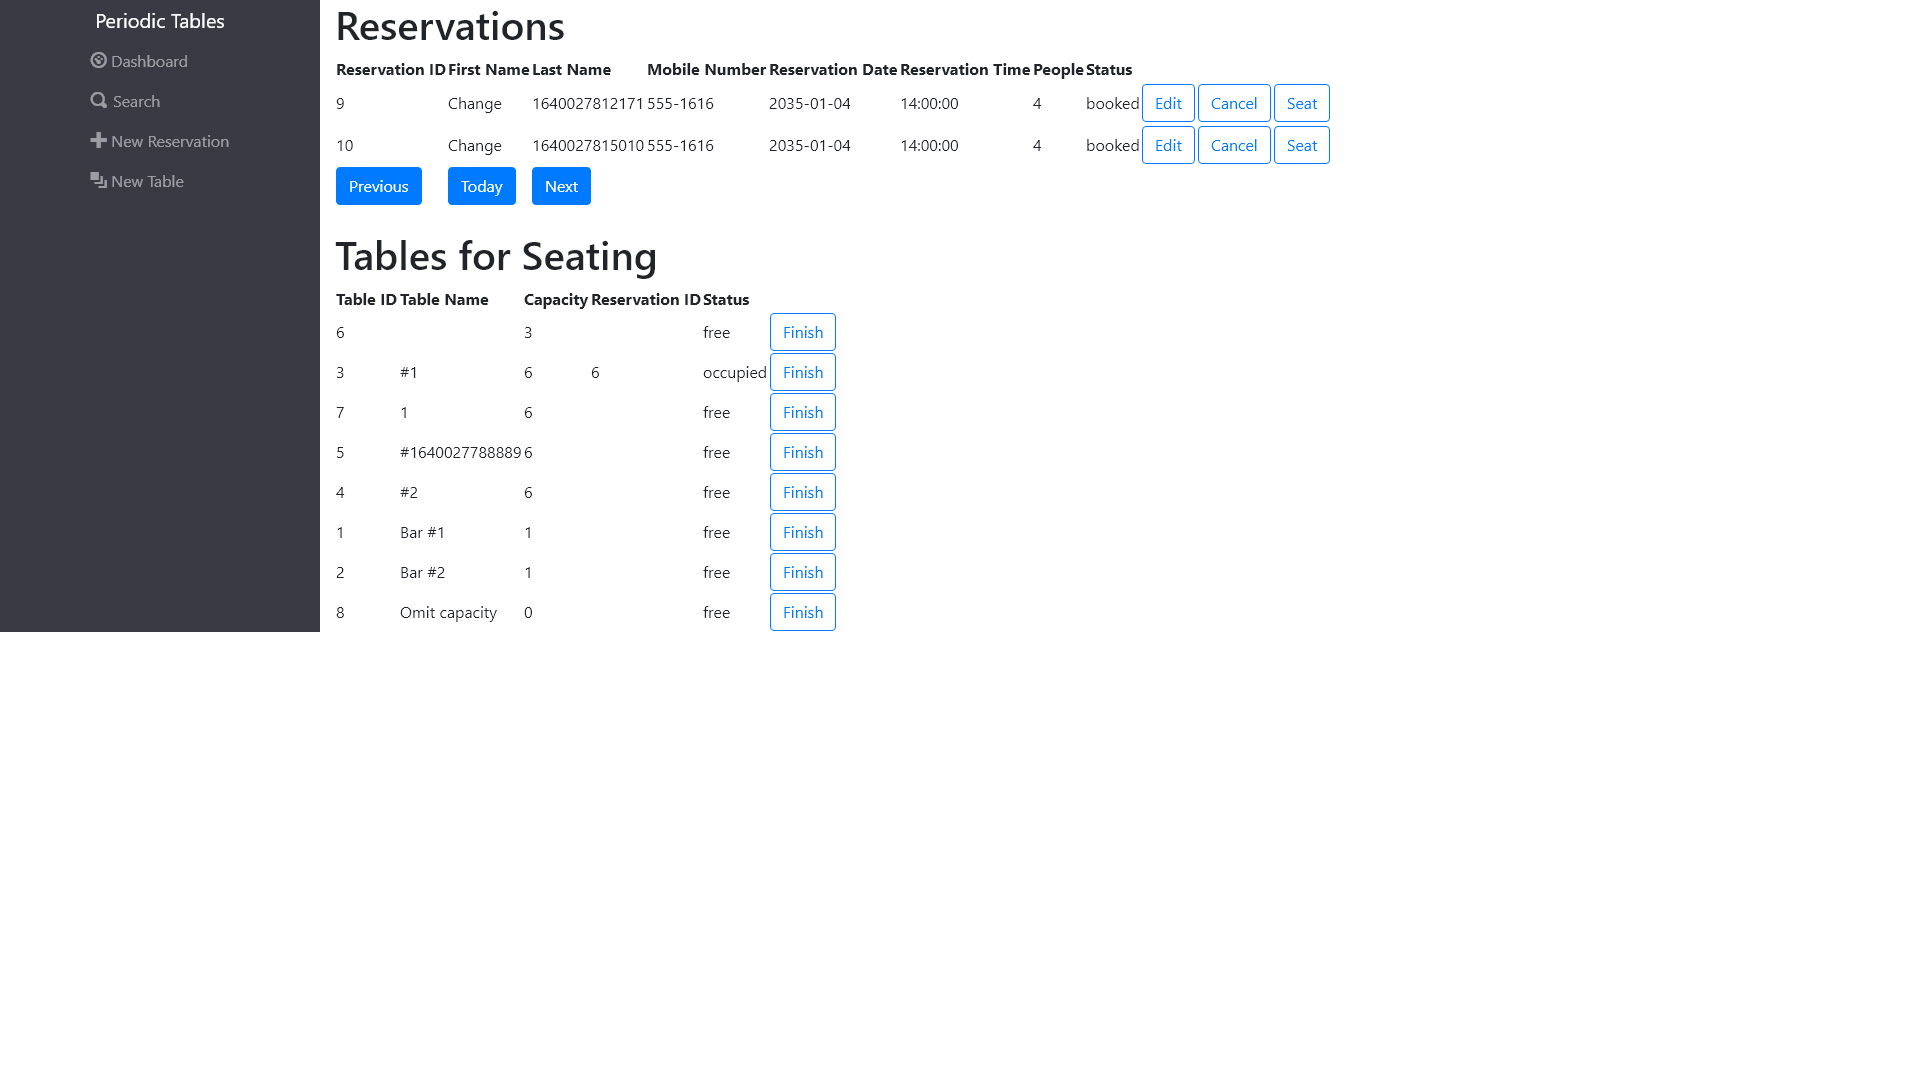 Periodic Tables
Dashboard
Search
New Reservation
New Table
Reservations
Reservation ID First Name Last Name Mobile Number Reservation Date Reservation Time People Status
9 Change 1640027812171 555-1616 2035-01-04 14:00:00 4 booked Edit Cancel Seat
10 Change 1640027815010 555-1616 2035-01-04 14:00:00 4 booked Edit Cancel Seat
Previous Today Next
Tables for Seating
Table ID Table Name Capacity Reservation ID Status
6 3 free Finish
3 #1 6 6 occupied Finish
7 1 6 free Finish
5 #1640027788889 6 free Finish
4 #2 6 free Finish
1 Bar #1 1 free Finish
2 Bar #2 1 free Finish
8 Omit capacity 0 free Finish